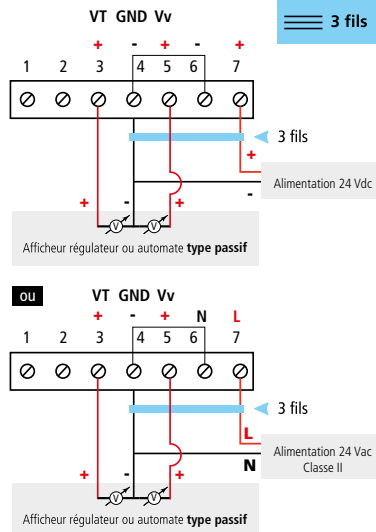 VT GND Vv
3 fils
+ - + - +
1 2 3 4 5 6 7
3 fils
+
Alimentation 24 Vdc
-
+ - +
V V
Afficheur régulateur ou automate type passif
ou
VT GND Vv
+ - + N L
1 2 3 4 5 6 7
3 fils
L
Alimentation 24 Vac
Classe II
N
+ - +
V V
Afficheur régulateur ou automate type passif